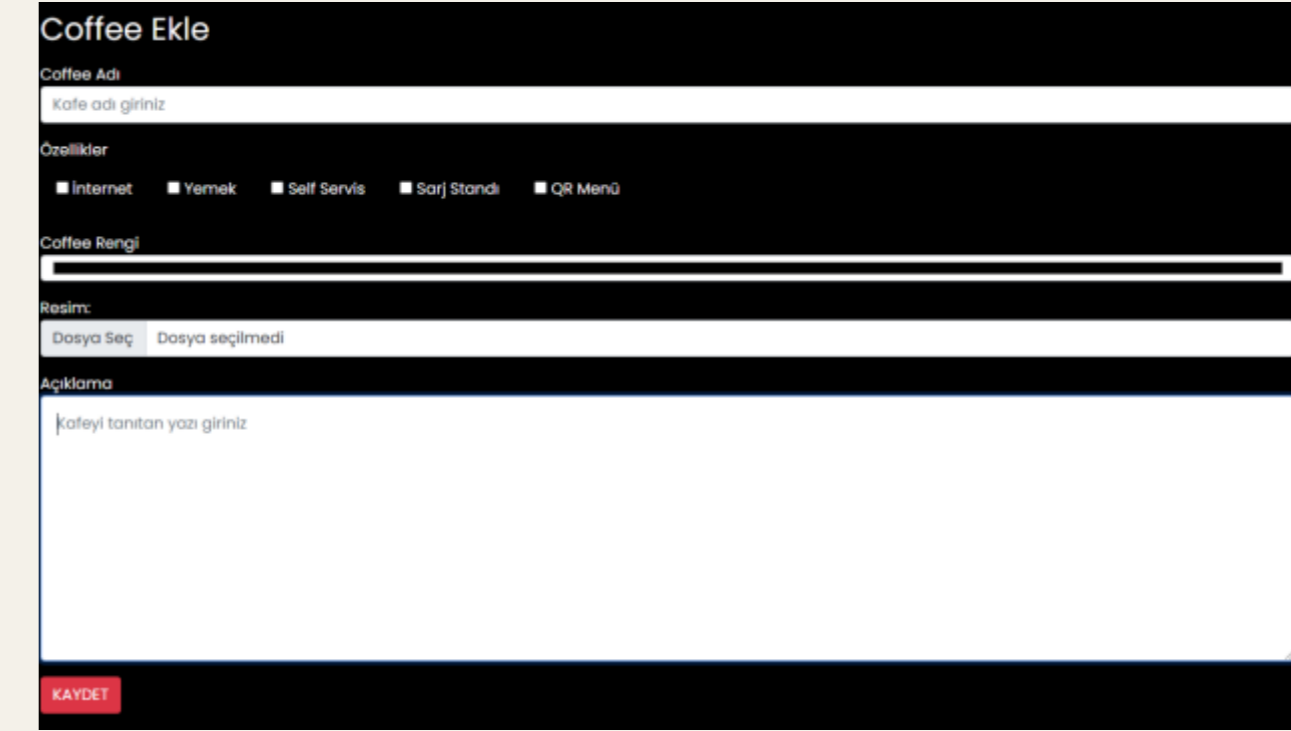 Coffee Ekle
Coffee Adı
Kafe adı giriniz
Özellikler
İnternet Yemek Self Servis Sarj Standı QR Menü
Coffee Rengi
Resim:
Dosya Seç Dosya seçilmedi
Açıklama
Kafeyi tanıtan yazı giriniz
KAYDET